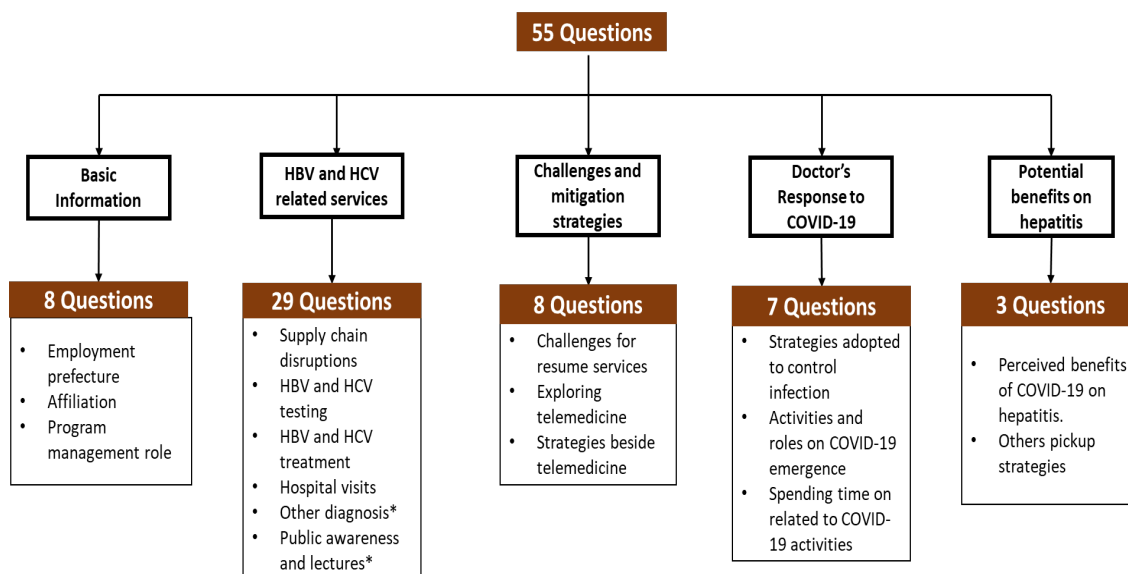 55 Questions
Basic
Information
HBV and HCV
related services
Challenges and
mitigation
strategies
Doctor's
Response to
COVID-19
Potential
benefits on
hepatitis
8 Questions
• Employment
prefecture
• Affiliation
• Program
management role
29 Questions
• Supply chain
disruptions
• HBV and HCV
testing
• HBV and HCV
treatment
• Hospital visits
• Other diagnosis*
• Public awareness
and lectures*
8 Questions
• Challenges for
resume services
• Exploring
telemedicine
• Strategies beside
telemedicine
7 Questions
• Strategies adopted
to control
infection
• Activities and
roles on COVID-19
emergence
• Spending time on
related to COVID-
19 activities
3 Questions
• Perceived benefits
of COVID-19 on
hepatitis.
• Others pickup
strategies